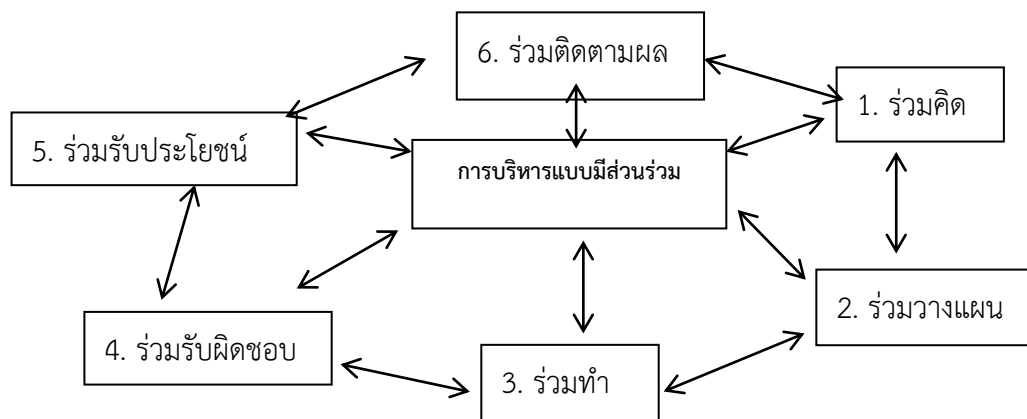 6. ร่วมติดตามผล
1. ร่วมคิด
5. ร่วมรับประโยชน์
การบริหารแบบมีส่วนร่วม
2. ร่วมวางแผน
4. ร่วมรับผิดชอบ
3. ร่วมทำ